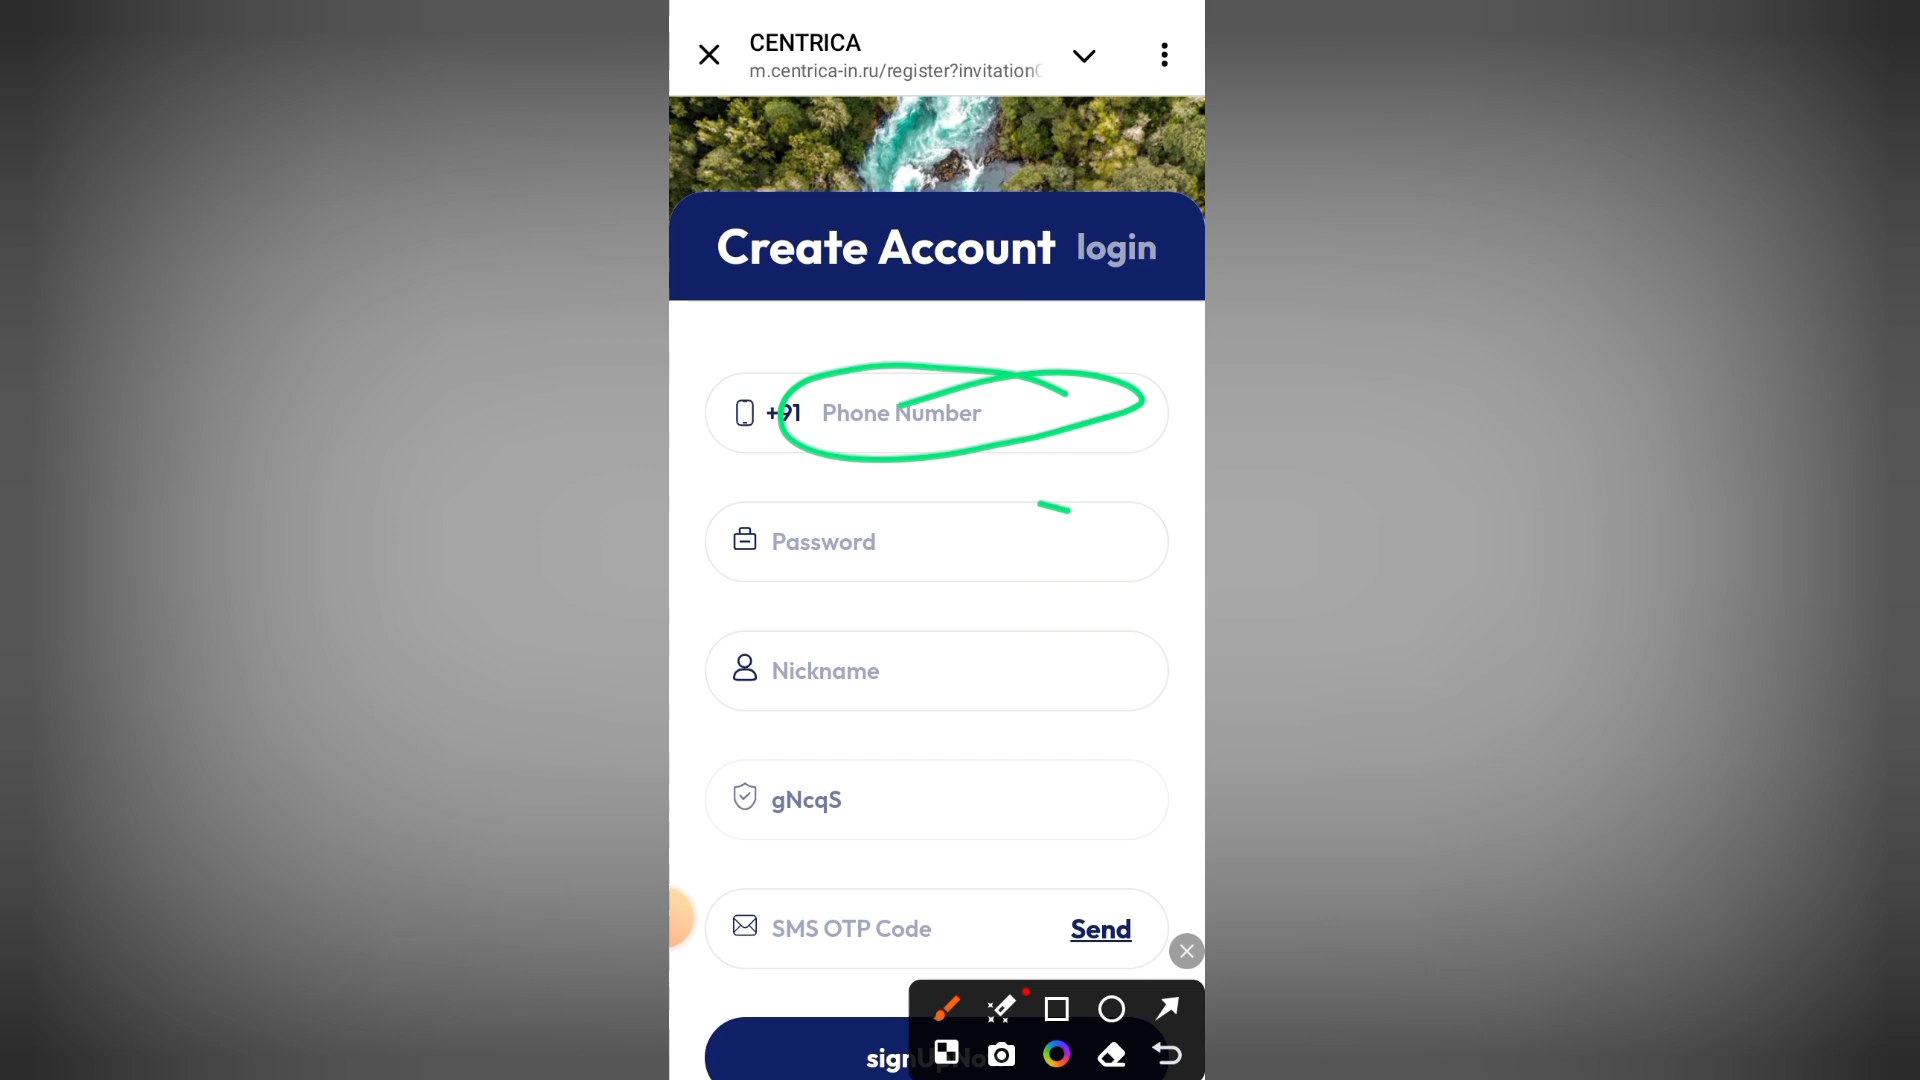 CENTRICA
m.centrica-in.ru/register?invitation
Create Account login
+91 Phone Number
Password
Nickname
gNcqS
SMS OTP Code Send
signUpNo